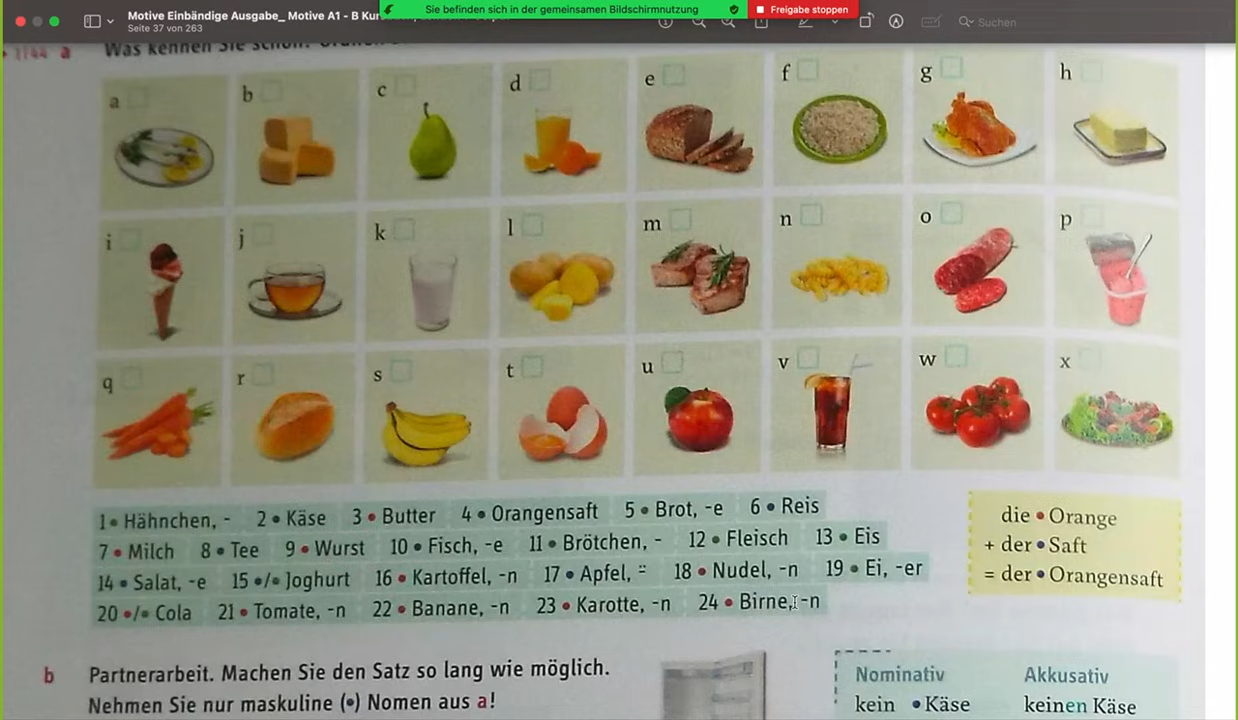 Motive Einbändige Ausgabe_ Motive A1 - B Kur
Seite 37 von 263
Sie befinden sich in der gemeinsamen Bildschirmnutzung
Freigabe stoppen
Suchen
a Was kennen Sie schon?
a b c d e f g h
i j k l m n o p
q r s t u v w x
1 • Hähnchen, - 2 • Käse 3 • Butter 4 • Orangensaft 5 • Brot, -e 6 • Reis
7 • Milch 8 • Tee 9 • Wurst 10 • Fisch, -e 11 • Brötchen, - 12 • Fleisch 13 • Eis
14 • Salat, -e 15 •/• Joghurt 16 • Kartoffel, -n 17 • Apfel, ⸚ 18 • Nudel, -n 19 • Ei, -er
20 •/• Cola 21 • Tomate, -n 22 • Banane, -n 23 • Karotte, -n 24 • Birne, -n
die • Orange
+ der • Saft
= der • Orangensaft
b Partnerarbeit. Machen Sie den Satz so lang wie möglich.
Nehmen Sie nur maskuline (•) Nomen aus a!
Nominativ Akkusativ
kein • Käse keinen Käse